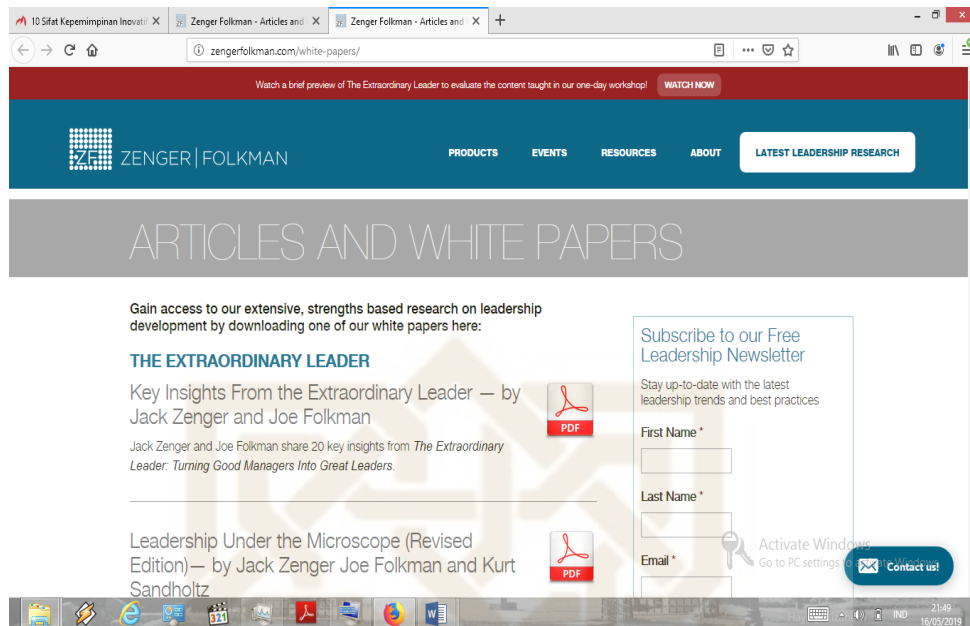 10 Sifat Kepemimpinan Inovatif
Zenger Folkman - Articles and
Zenger Folkman - Articles and
zengerfolkman.com/white-papers/
Watch a brief preview of The Extraordinary Leader to evaluate the content taught in our one-day workshop! WATCH NOW
ZF ZENGER|FOLKMAN
PRODUCTS EVENTS RESOURCES ABOUT LATEST LEADERSHIP RESEARCH
ARTICLES AND WHITE PAPERS
Gain access to our extensive, strengths based research on leadership
development by downloading one of our white papers here:
THE EXTRAORDINARY LEADER
Key Insights From the Extraordinary Leader — by
Jack Zenger and Joe Folkman
PDF
Jack Zenger and Joe Folkman share 20 key insights from The Extraordinary
Leader: Turning Good Managers Into Great Leaders.
Leadership Under the Microscope (Revised
Edition)— by Jack Zenger Joe Folkman and Kurt
Sandholtz
PDF
Subscribe to our Free
Leadership Newsletter
Stay up-to-date with the latest
leadership trends and best practices
First Name *
Last Name *
Email *
Activate Windows
Go to PC settings to
Contact us!
321
IND
21:49
16/05/2019